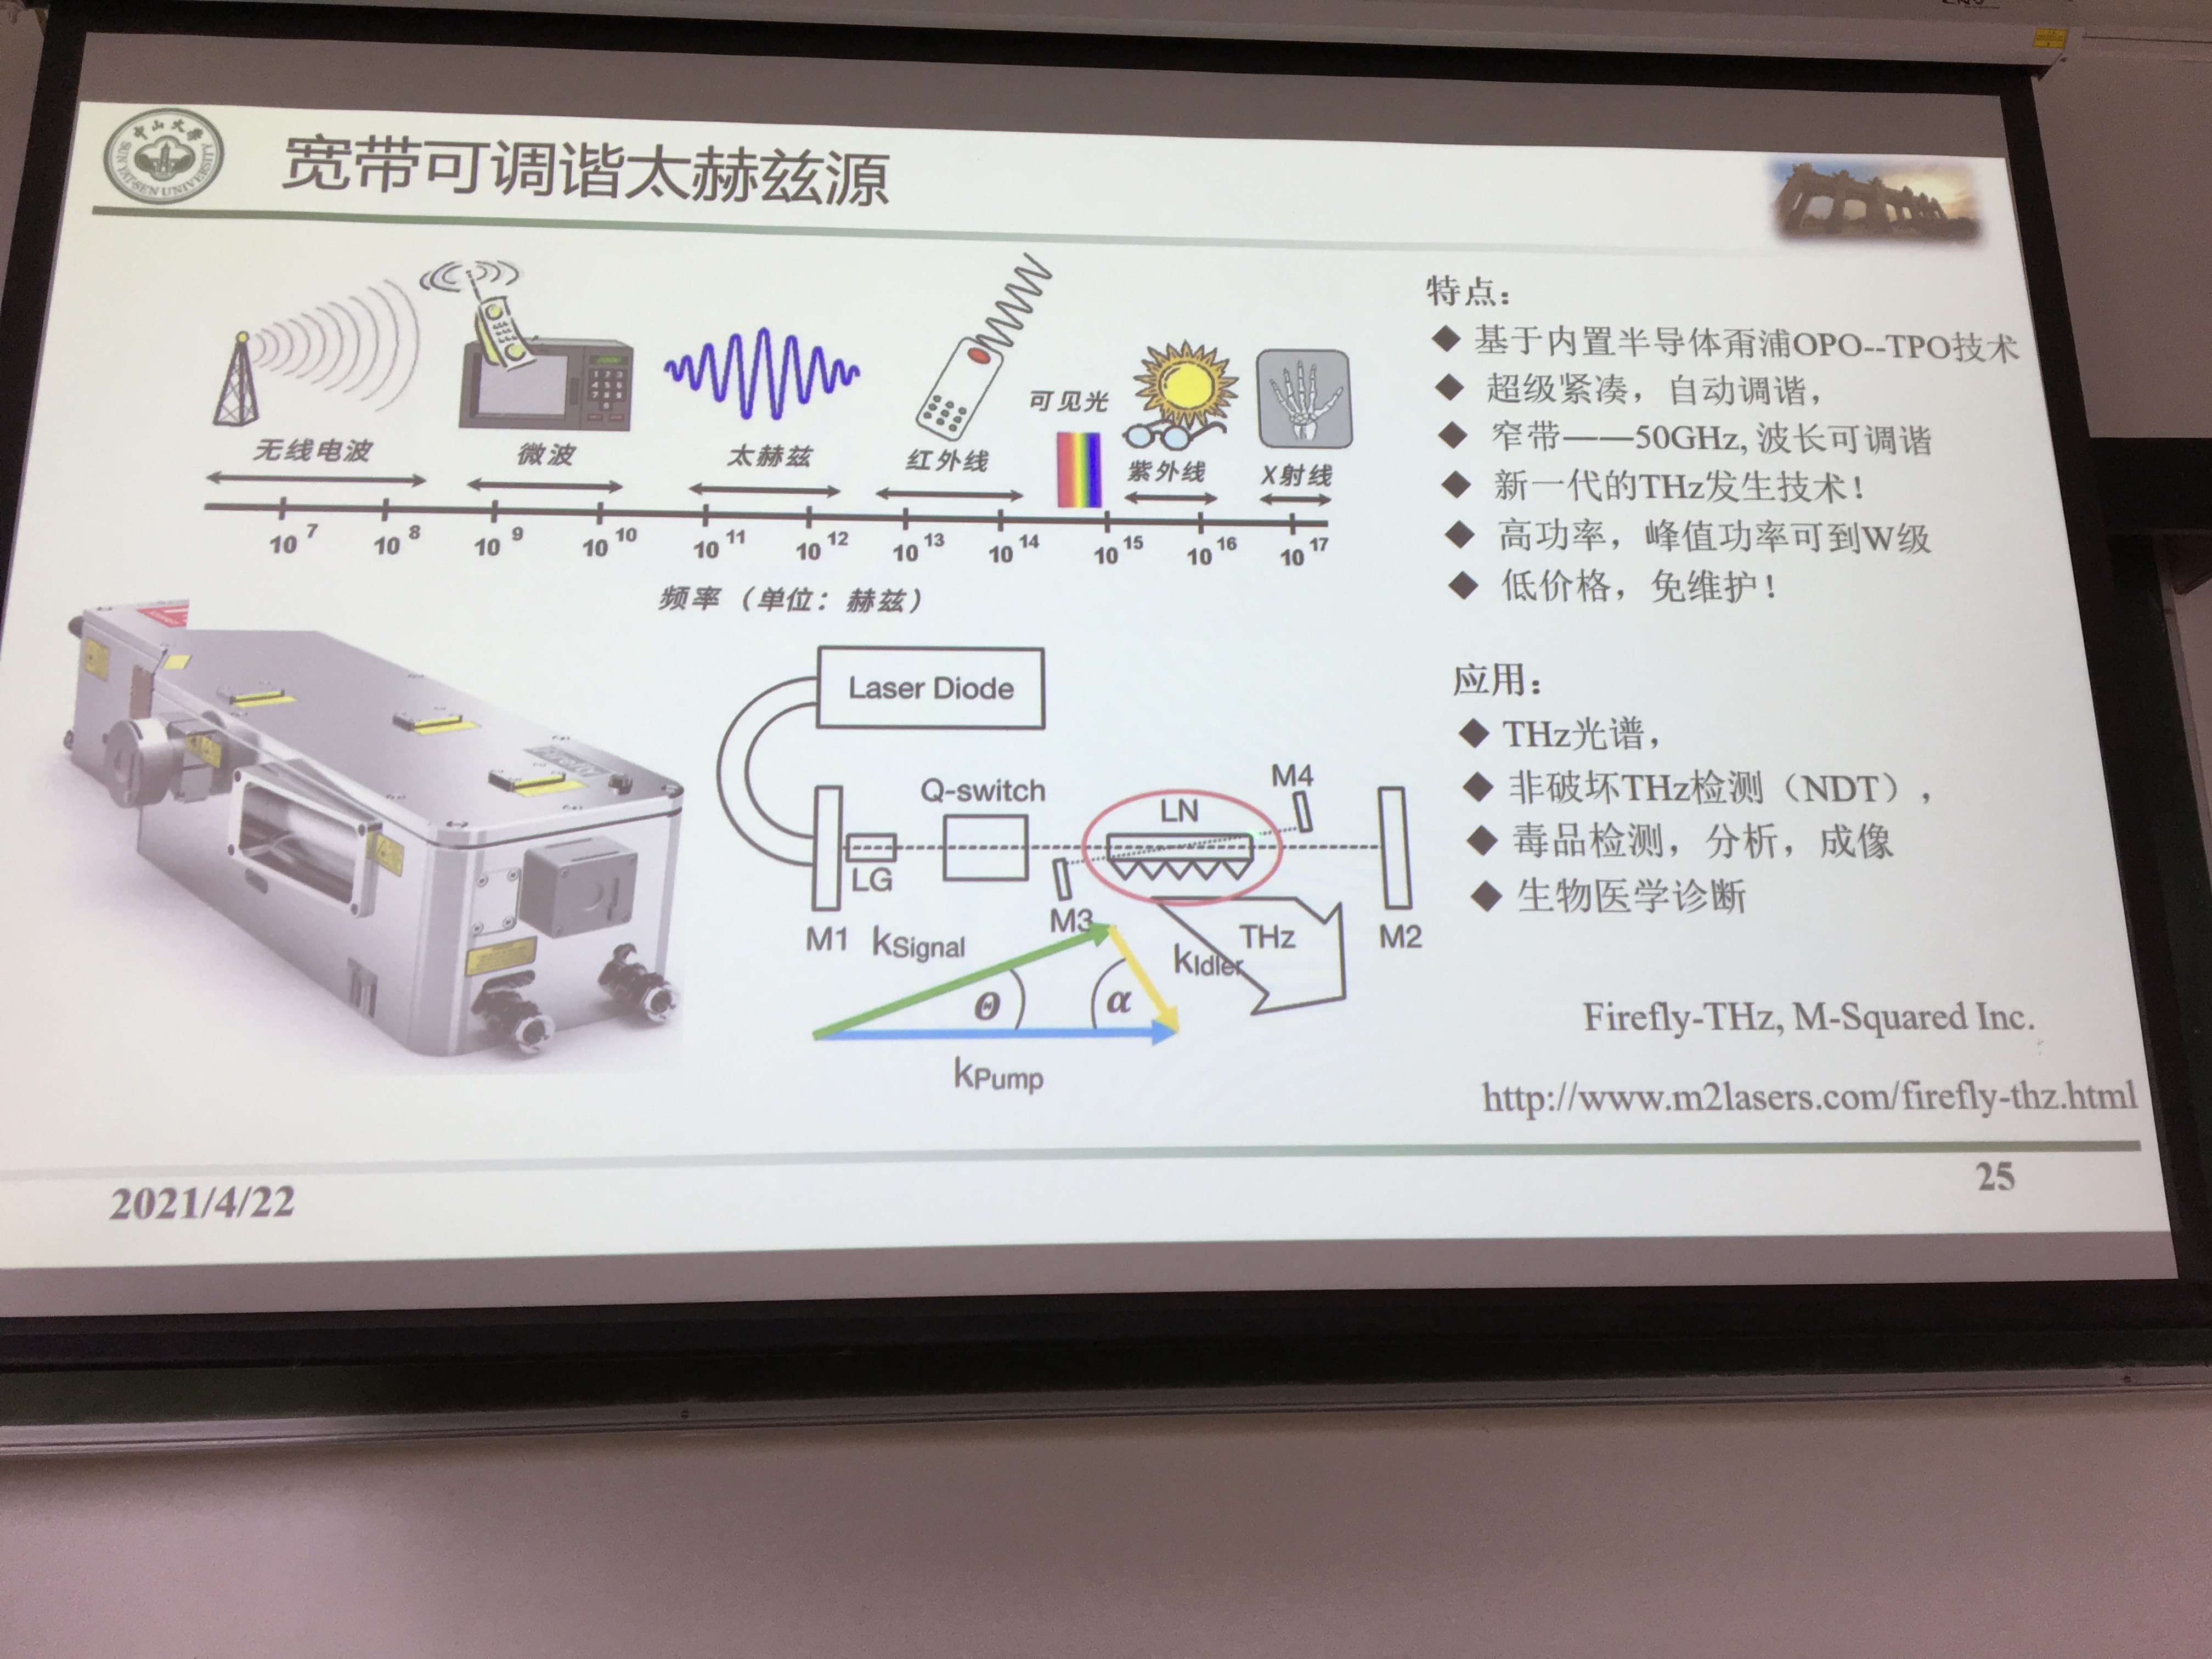 中山大学
SUN YAT-SEN UNIVERSITY
宽带可调谐太赫兹源
无线电波
微波
太赫兹
红外线
可见光
紫外线
X射线
10 7
10 8
10 9
10 10
10 11
10 12
10 13
10 14
10 15
10 16
10 17
频率（单位：赫兹）
Laser Diode
Q-switch
LN
M4
LG
M3
M1
M2
THz
kSignal
kIdler
Θ
α
kPump
特点：
◆ 基于内置半导体甭浦OPO--TPO技术
◆ 超级紧凑，自动调谐，
◆ 窄带——50GHz, 波长可调谐
◆ 新一代的THz发生技术！
◆ 高功率，峰值功率可到W级
◆ 低价格，免维护！
应用：
◆ THz光谱，
◆ 非破坏THz检测（NDT），
◆ 毒品检测，分析，成像
◆ 生物医学诊断
Firefly-THz, M-Squared Inc.
http://www.m2lasers.com/firefly-thz.html
2021/4/22
25